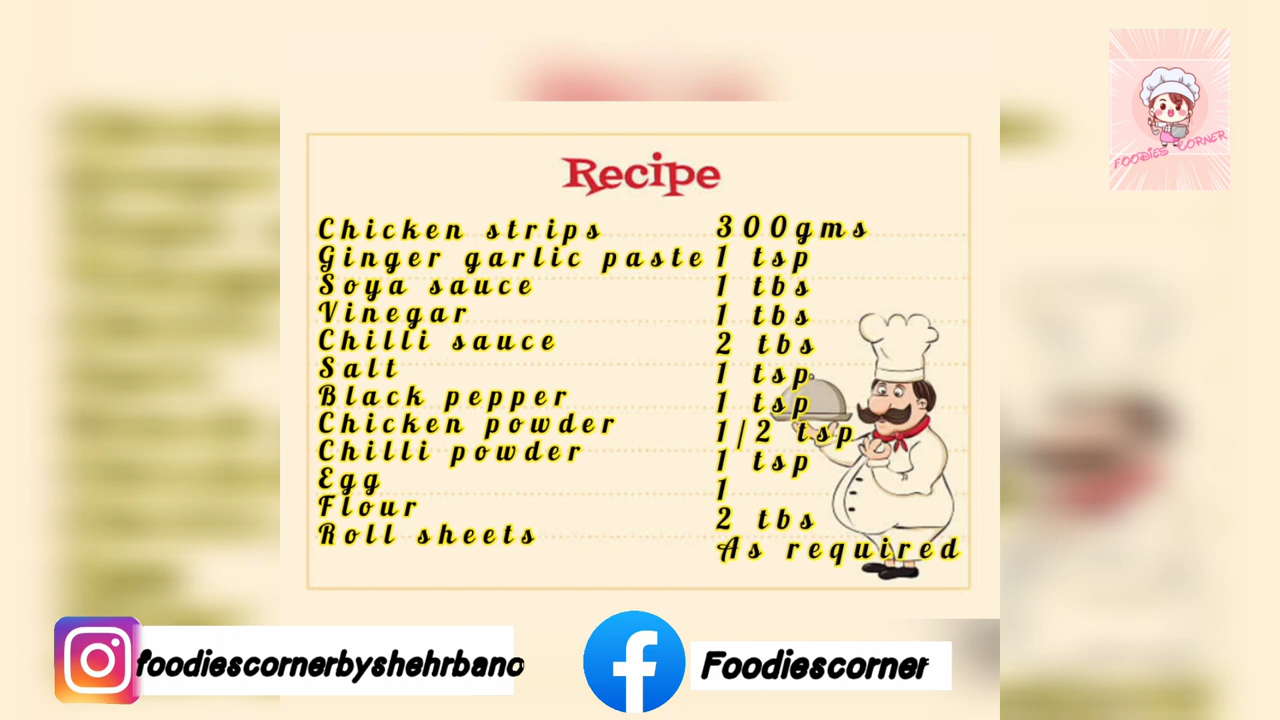 FOODIES CORNER
Recipe
Chicken strips 300gms
Ginger garlic paste 1 tsp
Soya sauce 1 tbs
Vinegar 1 tbs
Chilli sauce 2 tbs
Salt 1 tsp
Black pepper 1 tsp
Chicken powder 1/2 tsp
Chilli powder 1 tsp
Egg 1
Flour 2 tbs
Roll sheets As required
foodiescornerbyshehrbano
Foodiescorner